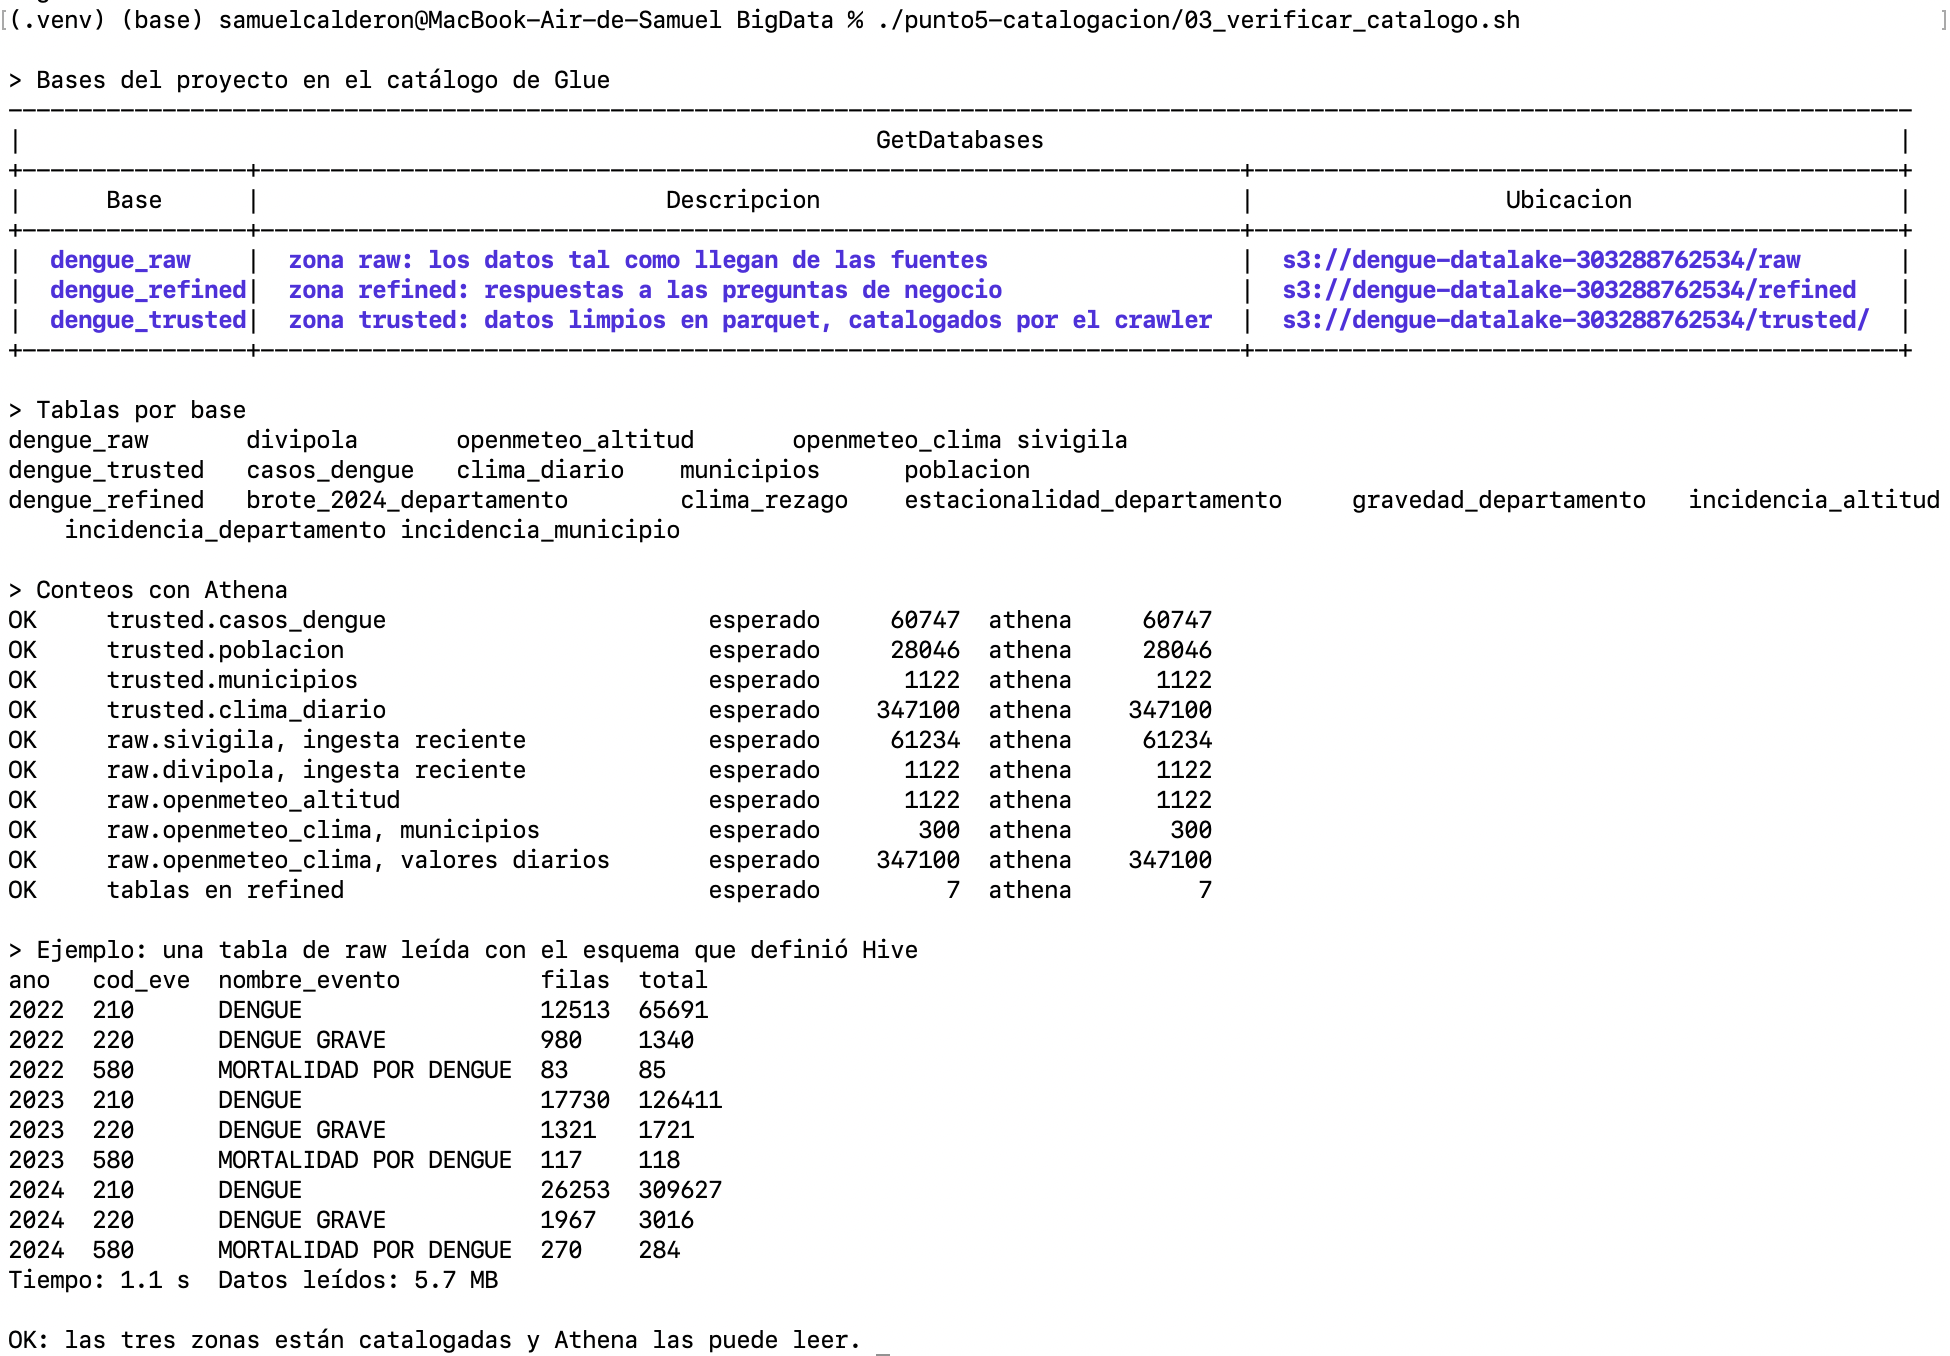 [(.venv) (base) samuelcalderon@MacBook-Air-de-Samuel BigData % ./punto5-catalogacion/03_verificar_catalogo.sh ]
> Bases del proyecto en el catálogo de Glue
| GetDatabases |
| Base | Descripcion | Ubicacion |
| dengue_raw | zona raw: los datos tal como llegan de las fuentes | s3://dengue-datalake-303288762534/raw |
| dengue_refined| zona refined: respuestas a las preguntas de negocio | s3://dengue-datalake-303288762534/refined |
| dengue_trusted| zona trusted: datos limpios en parquet, catalogados por el crawler | s3://dengue-datalake-303288762534/trusted/ |
> Tablas por base
dengue_raw divipola openmeteo_altitud openmeteo_clima sivigila
dengue_trusted casos_dengue clima_diario municipios poblacion
dengue_refined brote_2024_departamento clima_rezago estacionalidad_departamento gravedad_departamento incidencia_altitud
incidencia_departamento incidencia_municipio
> Conteos con Athena
OK trusted.casos_dengue esperado 60747 athena 60747
OK trusted.poblacion esperado 28046 athena 28046
OK trusted.municipios esperado 1122 athena 1122
OK trusted.clima_diario esperado 347100 athena 347100
OK raw.sivigila, ingesta reciente esperado 61234 athena 61234
OK raw.divipola, ingesta reciente esperado 1122 athena 1122
OK raw.openmeteo_altitud esperado 1122 athena 1122
OK raw.openmeteo_clima, municipios esperado 300 athena 300
OK raw.openmeteo_clima, valores diarios esperado 347100 athena 347100
OK tablas en refined esperado 7 athena 7
> Ejemplo: una tabla de raw leída con el esquema que definió Hive
ano cod_eve nombre_evento filas total
2022 210 DENGUE 12513 65691
2022 220 DENGUE GRAVE 980 1340
2022 580 MORTALIDAD POR DENGUE 83 85
2023 210 DENGUE 17730 126411
2023 220 DENGUE GRAVE 1321 1721
2023 580 MORTALIDAD POR DENGUE 117 118
2024 210 DENGUE 26253 309627
2024 220 DENGUE GRAVE 1967 3016
2024 580 MORTALIDAD POR DENGUE 270 284
Tiempo: 1.1 s Datos leídos: 5.7 MB
OK: las tres zonas están catalogadas y Athena las puede leer.